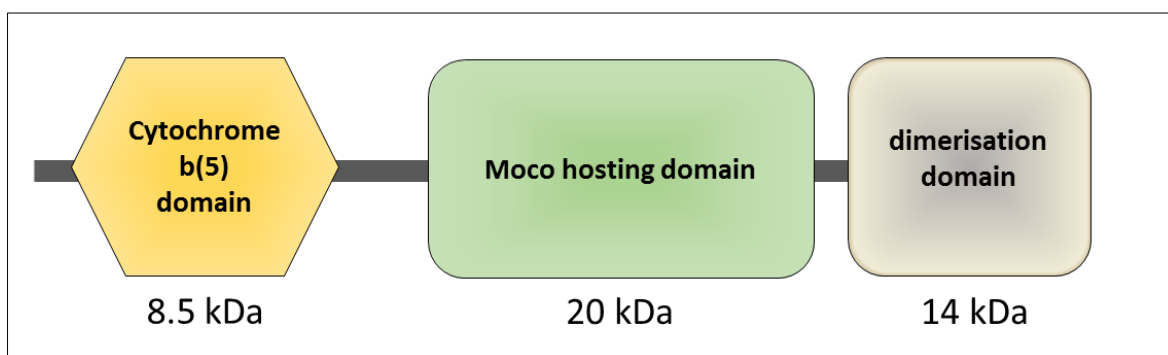 Cytochrome
b(5)
domain
Moco hosting domain
dimerisation
domain
8.5 kDa
20 kDa
14 kDa